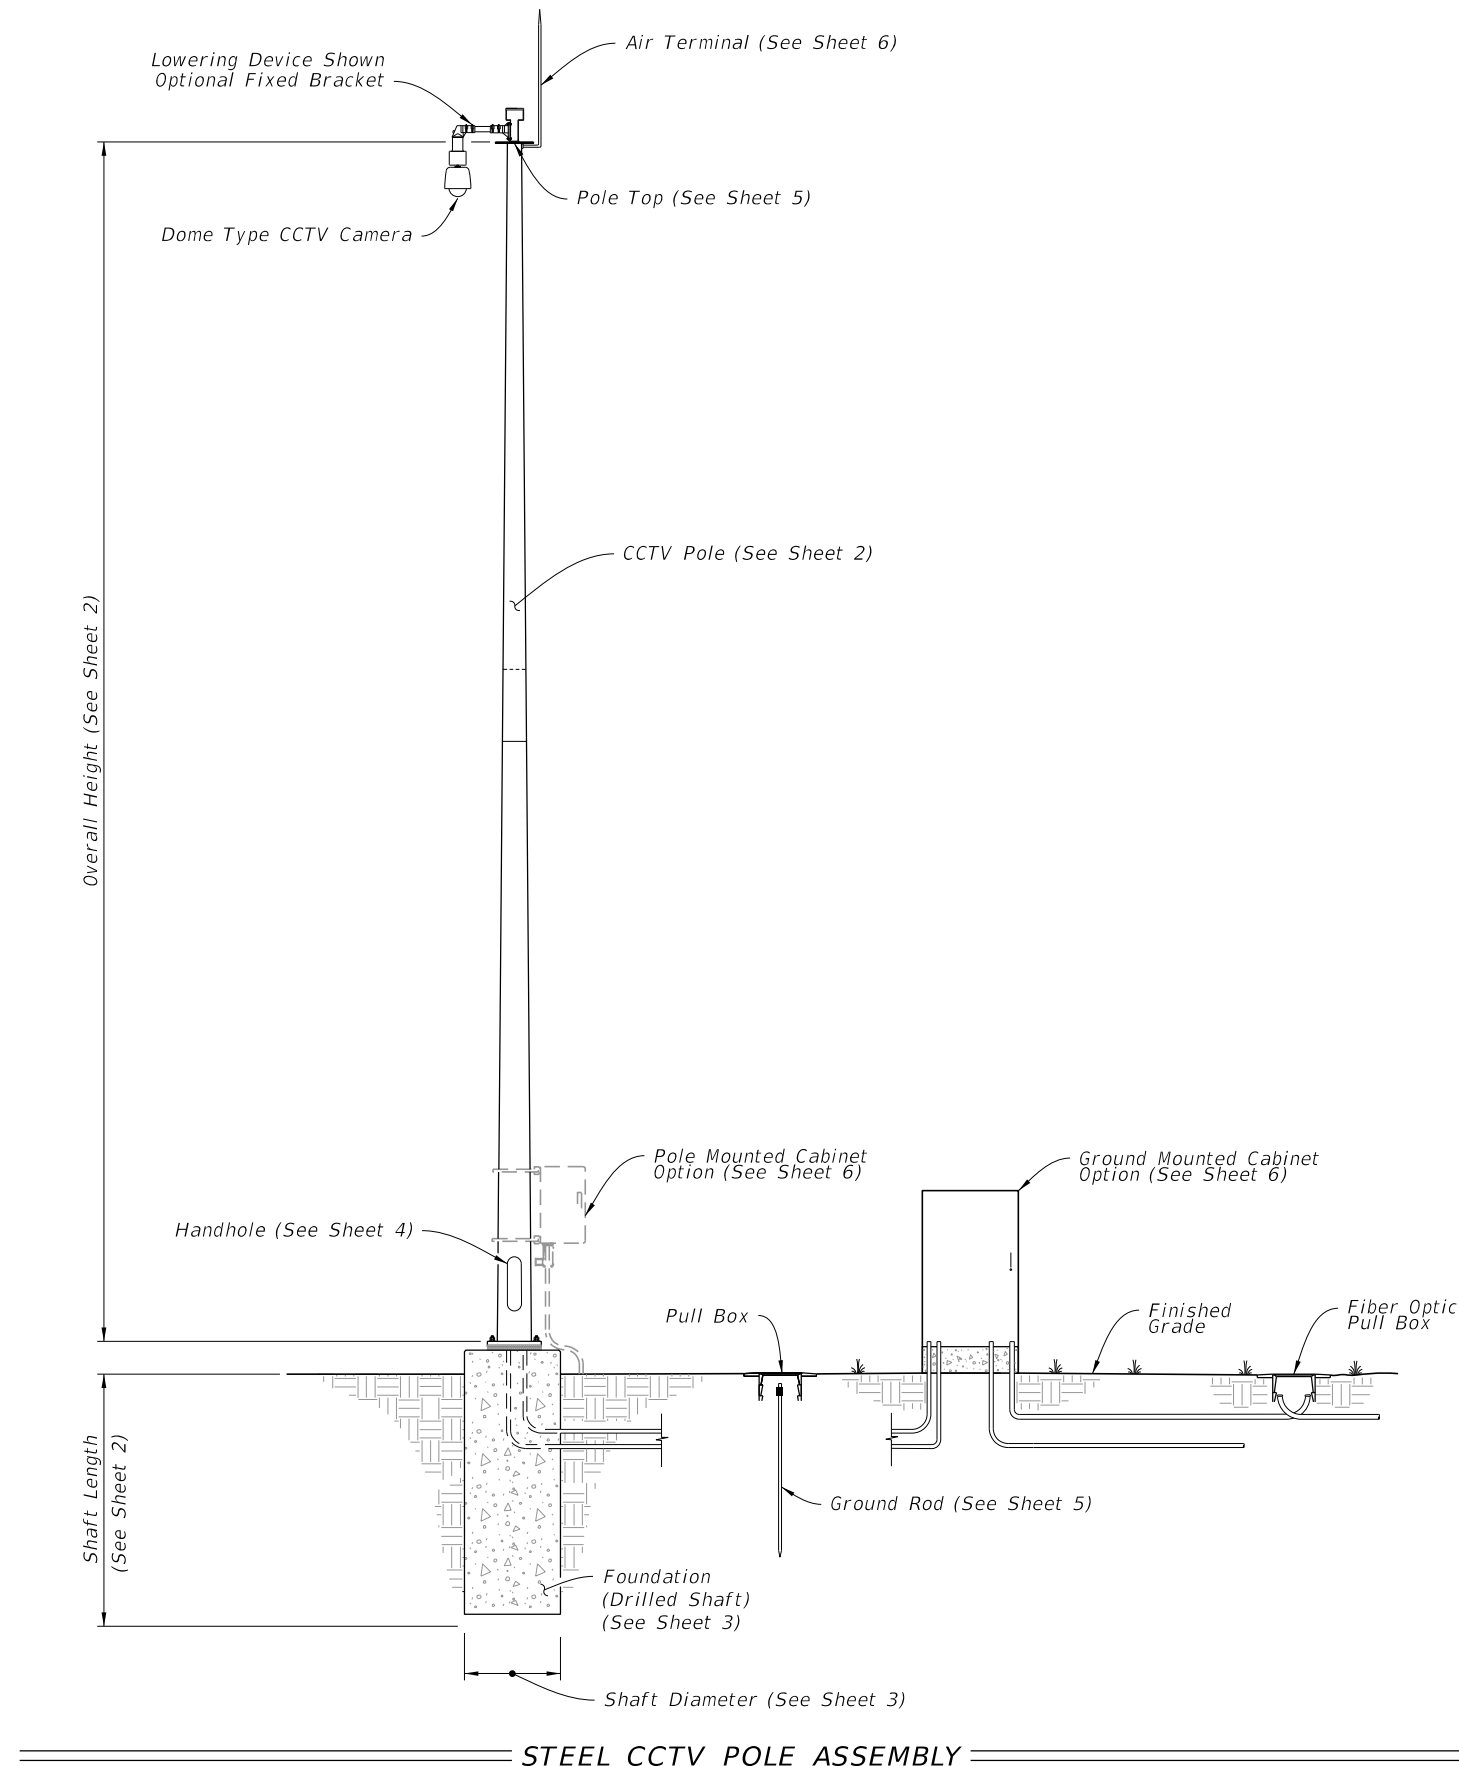 Air Terminal (See Sheet 6)
Lowering Device Shown
Optional Fixed Bracket
Pole Top (See Sheet 5)
Dome Type CCTV Camera
CCTV Pole (See Sheet 2)
Overall Height (See Sheet 2)
Pole Mounted Cabinet
Option (See Sheet 6)
Ground Mounted Cabinet
Option (See Sheet 6)
Handhole (See Sheet 4)
Pull Box
Finished
Grade
Fiber Optic
Pull Box
Shaft Length
(See Sheet 2)
Ground Rod (See Sheet 5)
Foundation
(Drilled Shaft)
(See Sheet 3)
Shaft Diameter (See Sheet 3)
STEEL CCTV POLE ASSEMBLY